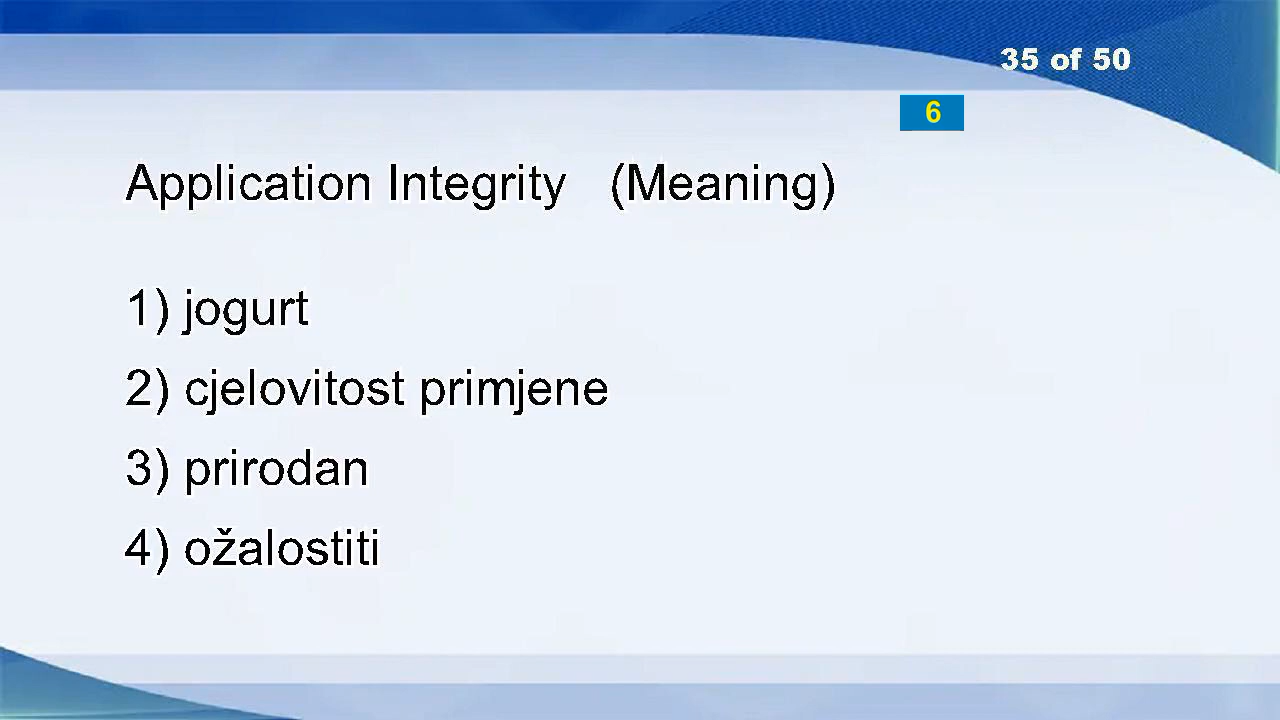 35 of 50
6
Application Integrity (Meaning)
1) jogurt
2) cjelovitost primjene
3) prirodan
4) ožalostiti